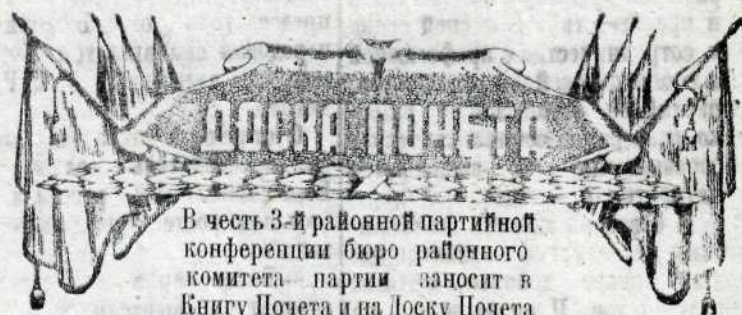 ДОСКА ПОЧЕТА
В честь 3-й районной партийной
конференции бюро районного
комитета партии заносит в
Книгу Почета и на Доску Почета